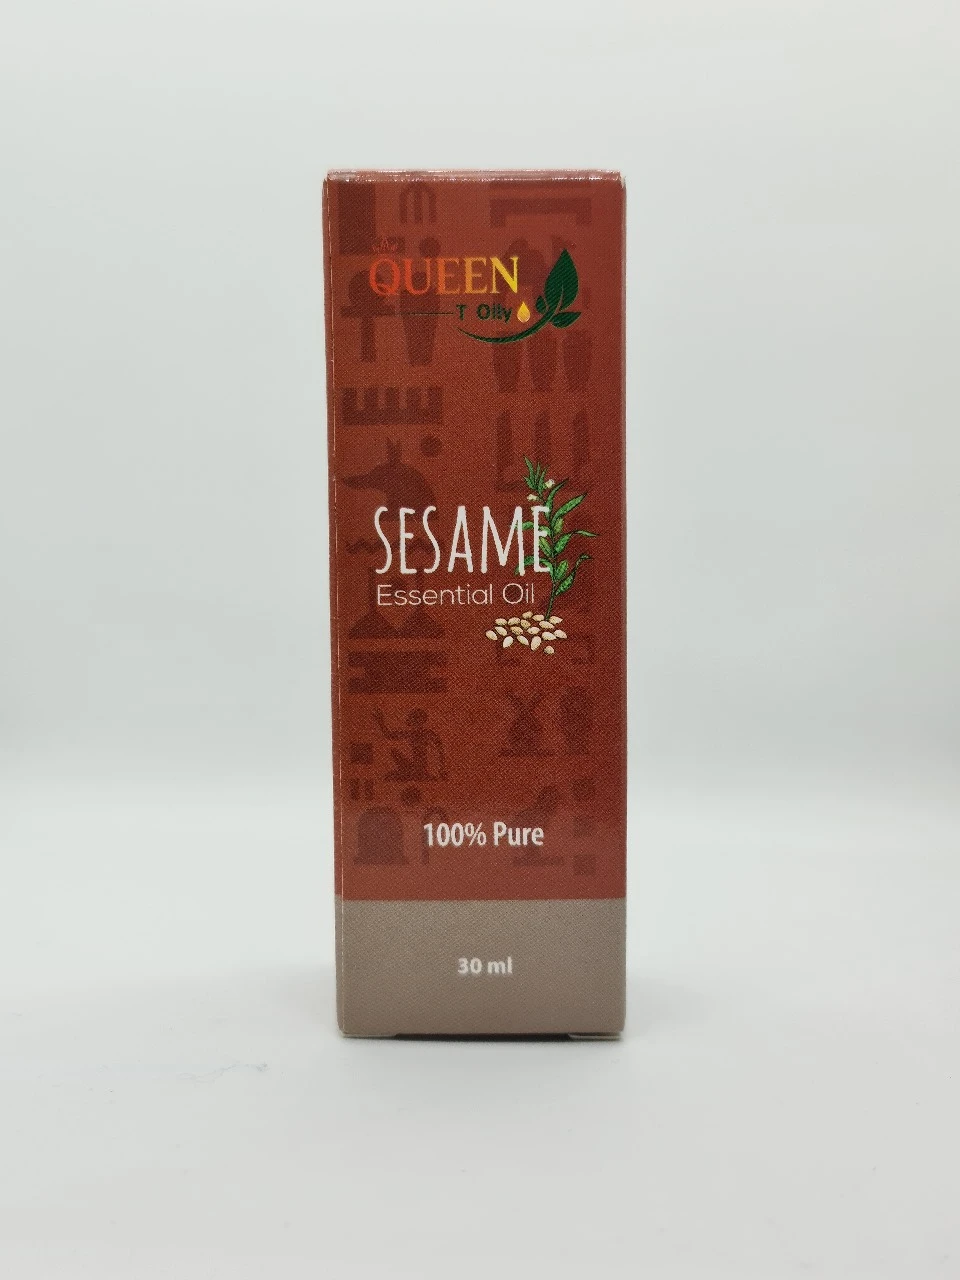 QUEEN
T Oily
SESAME
Essential Oil
100% Pure
30 ml